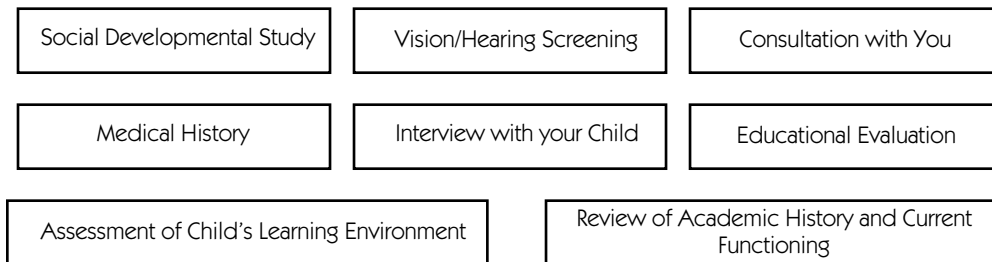 Social Developmental Study
Vision/Hearing Screening
Consultation with You
Medical History
Interview with your Child
Educational Evaluation
Assessment of Child's Learning Environment
Review of Academic History and Current
Functioning